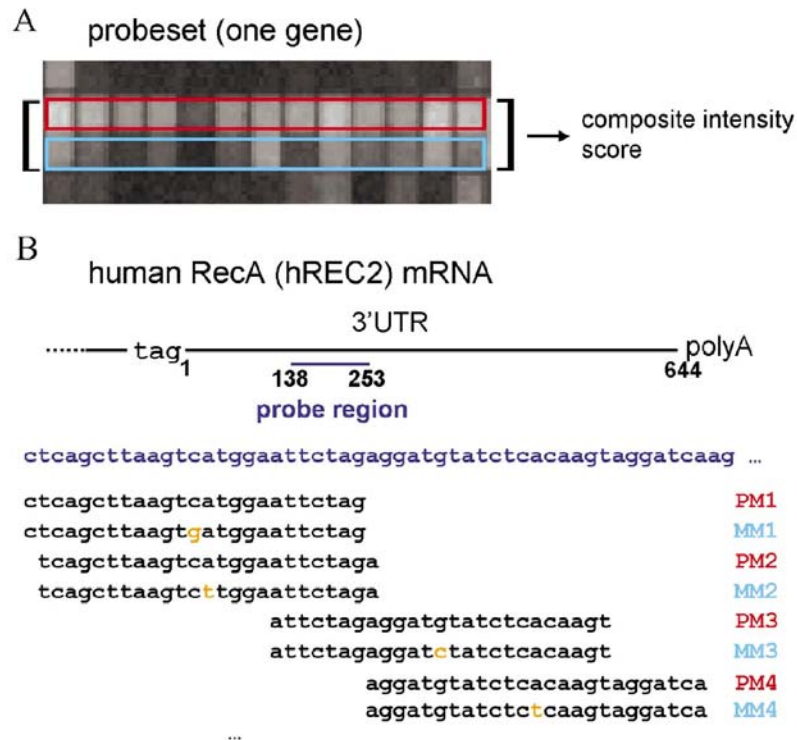 A
probeset (one gene)
composite intensity
score
B
human RecA (hREC2) mRNA
3'UTR
tag
polyA
1
138
253
644
probe region
ctcagcttaagtcatggaattctagaggatgtatctcacaagtaggatcaag ...
ctcagcttaagtcatggaattctag PM1
ctcagcttaagtgatggaattctag MM1
tcagcttaagtcatggaattctaga PM2
tcagcttaagtcttggaattctaga MM2
attctagaggatgtatctcacaagt PM3
attctagaggatctatctcacaagt MM3
aggatgtatctcacaagtaggatca PM4
aggatgtatctctcaagtaggatca MM4
...